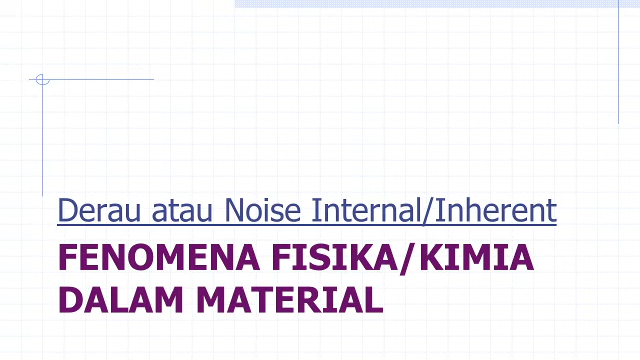 Derau atau Noise Internal/Inherent
FENOMENA FISIKA/KIMIA
DALAM MATERIAL